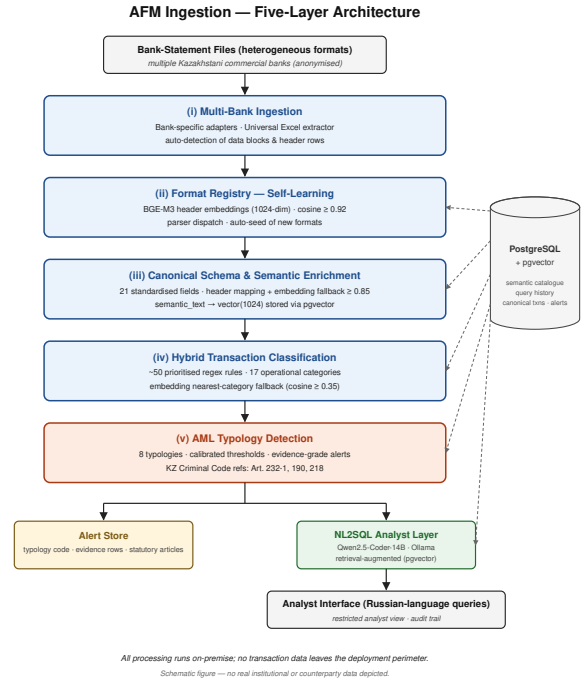 AFM Ingestion — Five-Layer Architecture
Bank-Statement Files (heterogeneous formats)
multiple Kazakhstani commercial banks (anonymised)
(i) Multi-Bank Ingestion
Bank-specific adapters · Universal Excel extractor
auto-detection of data blocks & header rows
(ii) Format Registry — Self-Learning
BGE-M3 header embeddings (1024-dim) · cosine ≥ 0.92
parser dispatch · auto-seed of new formats
(iii) Canonical Schema & Semantic Enrichment
21 standardised fields · header mapping + embedding fallback ≥ 0.85
semantic_text → vector(1024) stored via pgvector
(iv) Hybrid Transaction Classification
~50 prioritised regex rules · 17 operational categories
embedding nearest-category fallback (cosine ≥ 0.35)
(v) AML Typology Detection
8 typologies · calibrated thresholds · evidence-grade alerts
KZ Criminal Code refs: Art. 232-1, 190, 218
PostgreSQL
+ pgvector
semantic catalogue
query history
canonical txns · alerts
Alert Store
typology code · evidence rows · statutory articles
NL2SQL Analyst Layer
Qwen2.5-Coder-14B · Ollama
retrieval-augmented (pgvector)
Analyst Interface (Russian-language queries)
restricted analyst view · audit trail
All processing runs on-premise; no transaction data leaves the deployment perimeter.
Schematic figure — no real institutional or counterparty data depicted.